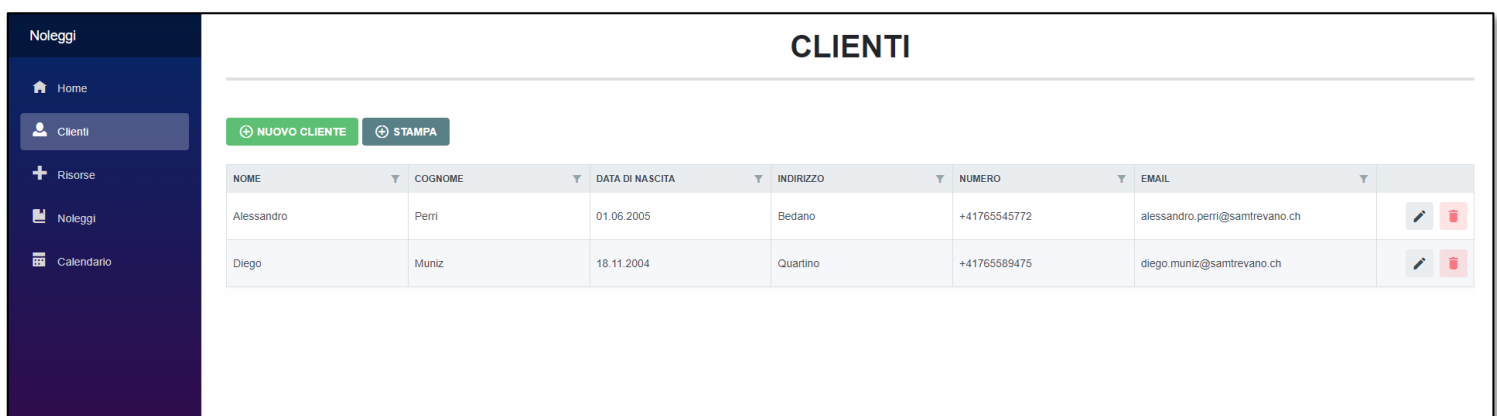 Noleggi
Home
Clienti
Risorse
Noleggi
Calendario
CLIENTI
NUOVO CLIENTE STAMPA
NOME COGNOME DATA DI NASCITA INDIRIZZO NUMERO EMAIL
Alessandro Perri 01.06.2005 Bedano +41765545772 alessandro.perri@samtrevano.ch
Diego Muniz 18.11.2004 Quartino +41765589475 diego.muniz@samtrevano.ch